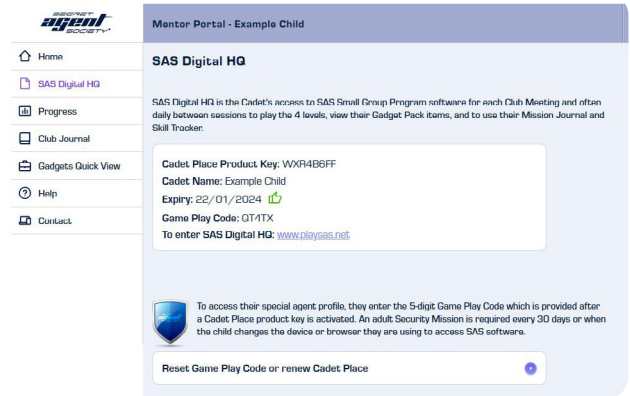 SECRET
agent
SOCIETY
Mentor Portal - Example Child
Home
SAS Digital HQ
Progress
Club Journal
Gadgets Quick View
Help
Contact
SAS Digital HQ
SAS Digital HQ is the Cadet's access to SAS Small Group Program software for each Club Meeting and often
daily between sessions to play the 4 levels, view their Gadget Pack items, and to use their Mission Journal and
Skill Tracker.
Cadet Place Product Key: WXR4B6FF
Cadet Name: Example Child
Expiry: 22/01/2024
Game Play Code: QT4TX
To enter SAS Digital HQ: www.playsas.net
To access their special agent profile, they enter the 5-digit Game Play Code which is provided after
a Cadet Place product key is activated. An adult Security Mission is required every 30 days or when
the child changes the device or browser they are using to access SAS software.
Reset Game Play Code or renew Cadet Place